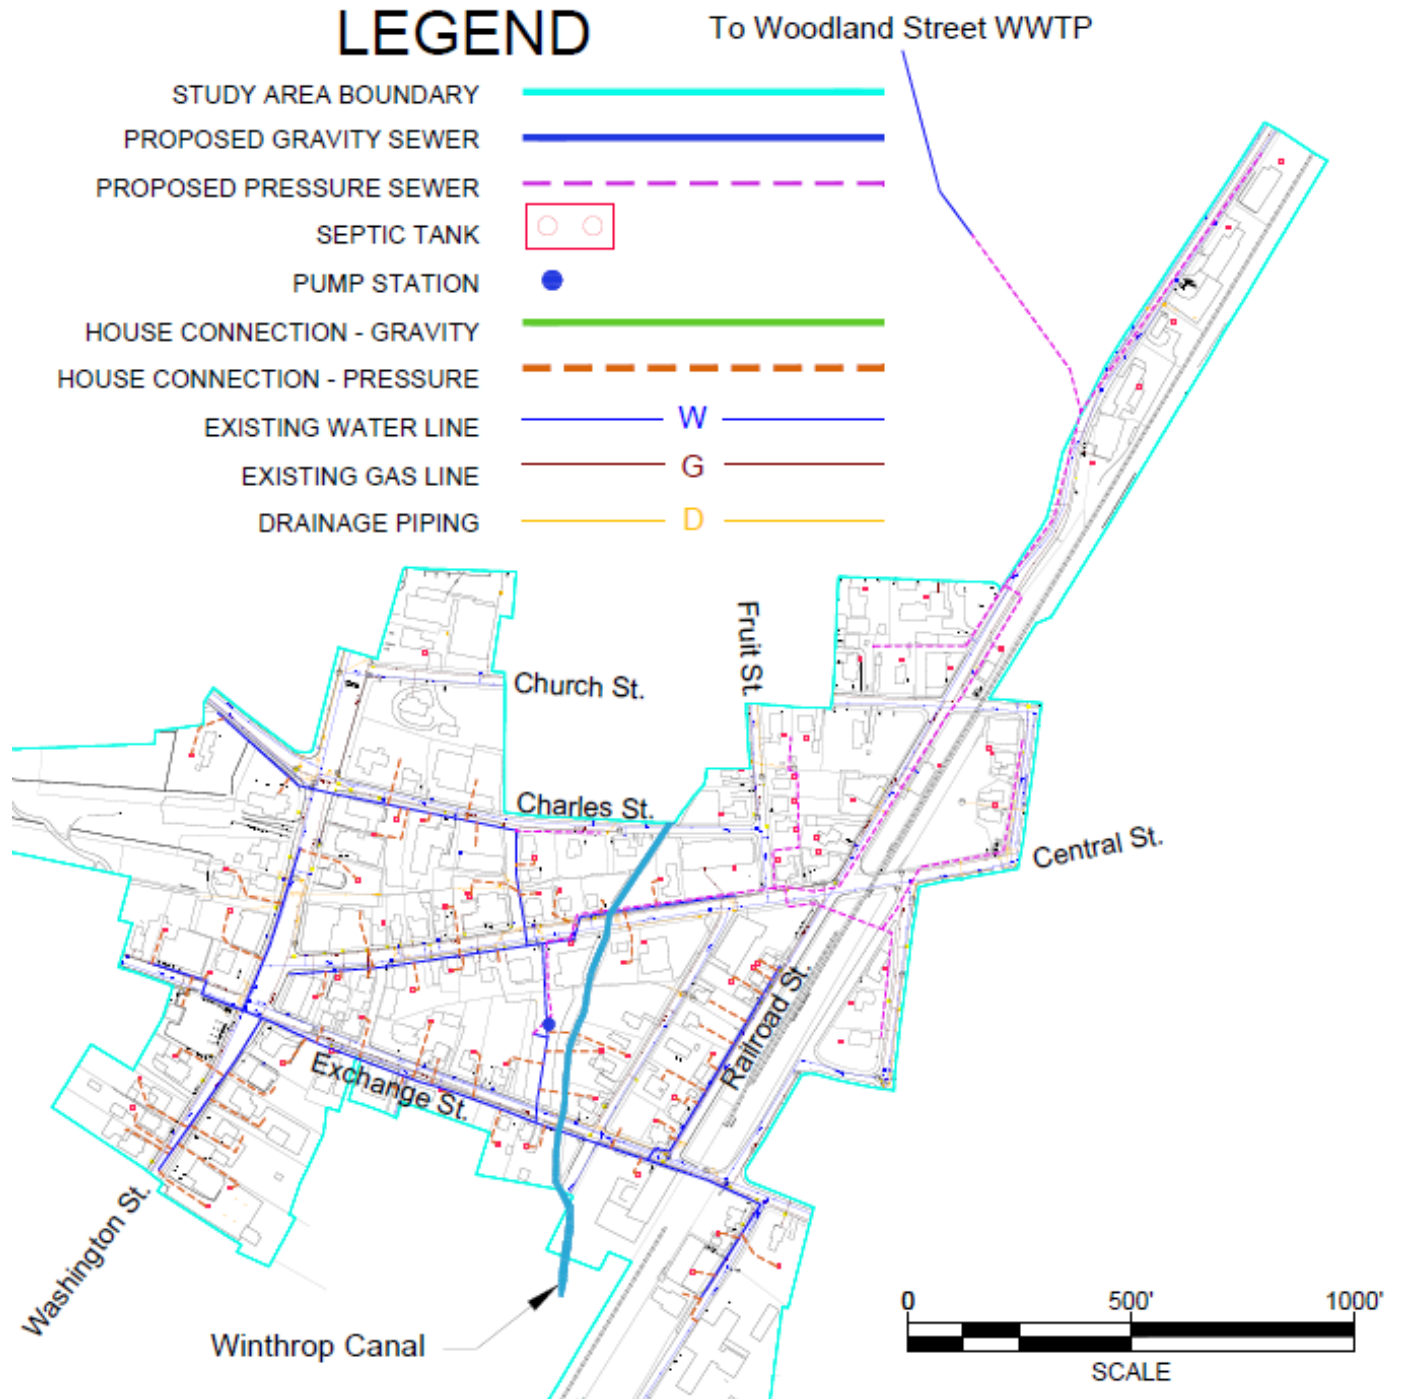 LEGEND
To Woodland Street WWTP
STUDY AREA BOUNDARY
PROPOSED GRAVITY SEWER
PROPOSED PRESSURE SEWER
SEPTIC TANK
PUMP STATION
HOUSE CONNECTION - GRAVITY
HOUSE CONNECTION - PRESSURE
EXISTING WATER LINE W
EXISTING GAS LINE G
DRAINAGE PIPING D
Fruit St.
Church St.
Charles St.
Central St.
Railroad St.
Exchange St.
Washington St.
Winthrop Canal
0 500' 1000'
SCALE